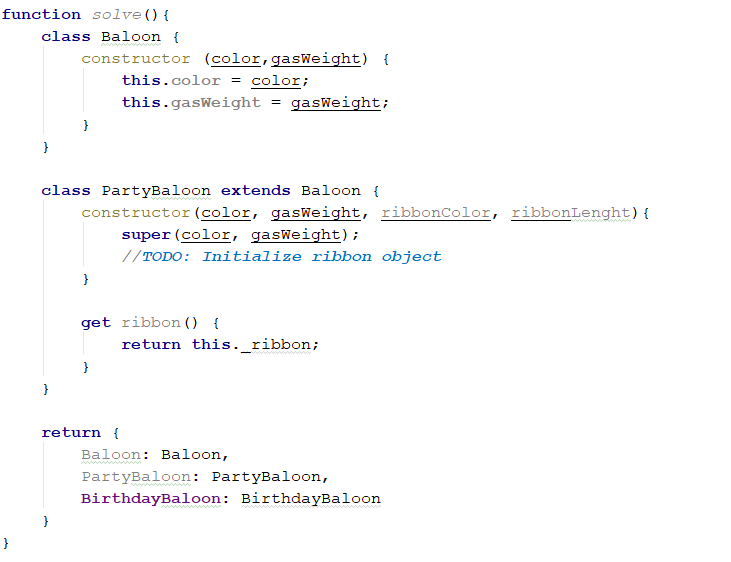 function solve(){
class Baloon {
constructor (color,gasWeight) {
this.color = color;
this.gasWeight = gasWeight;
}
}
class PartyBaloon extends Baloon {
constructor(color, gasWeight, ribbonColor, ribbonLenght){
super(color, gasWeight);
//TODO: Initialize ribbon object
}
get ribbon() {
return this._ribbon;
}
}
return {
Baloon: Baloon,
PartyBaloon: PartyBaloon,
BirthdayBaloon: BirthdayBaloon
}
}